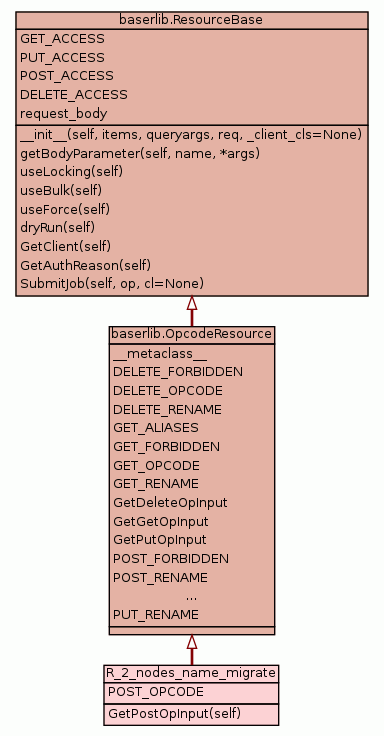 baserlib.ResourceBase
GET_ACCESS
PUT_ACCESS
POST_ACCESS
DELETE_ACCESS
request_body
__init__(self, items, queryargs, req, _client_cls=None)
getBodyParameter(self, name, *args)
useLocking(self)
useBulk(self)
useForce(self)
dryRun(self)
GetClient(self)
GetAuthReason(self)
SubmitJob(self, op, cl=None)
baserlib.OpcodeResource
__metaclass__
DELETE_FORBIDDEN
DELETE_OPCODE
DELETE_RENAME
GET_ALIASES
GET_FORBIDDEN
GET_OPCODE
GET_RENAME
GetDeleteOpInput
GetGetOpInput
GetPutOpInput
POST_FORBIDDEN
POST_RENAME
...
PUT_RENAME
R_2_nodes_name_migrate
POST_OPCODE
GetPostOpInput(self)